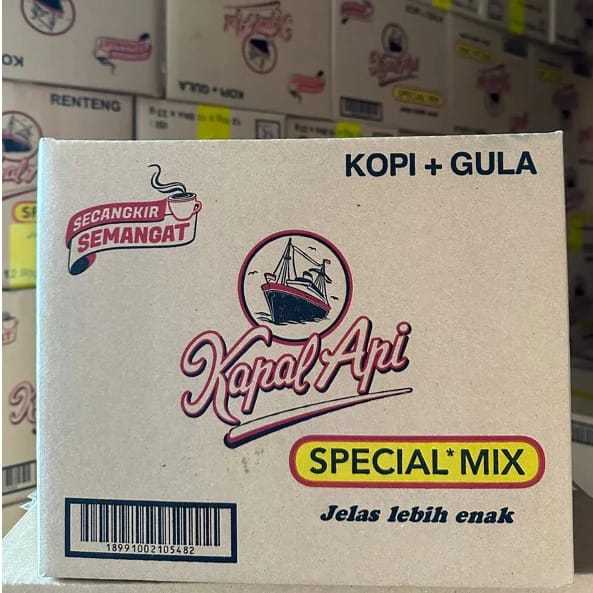 KOPI + GULA
RENTENG
KOPI + GULA
SECANGKIR
SEMANGAT
Kapal Api
SPECIAL* MIX
Jelas lebih enak
18991002105482